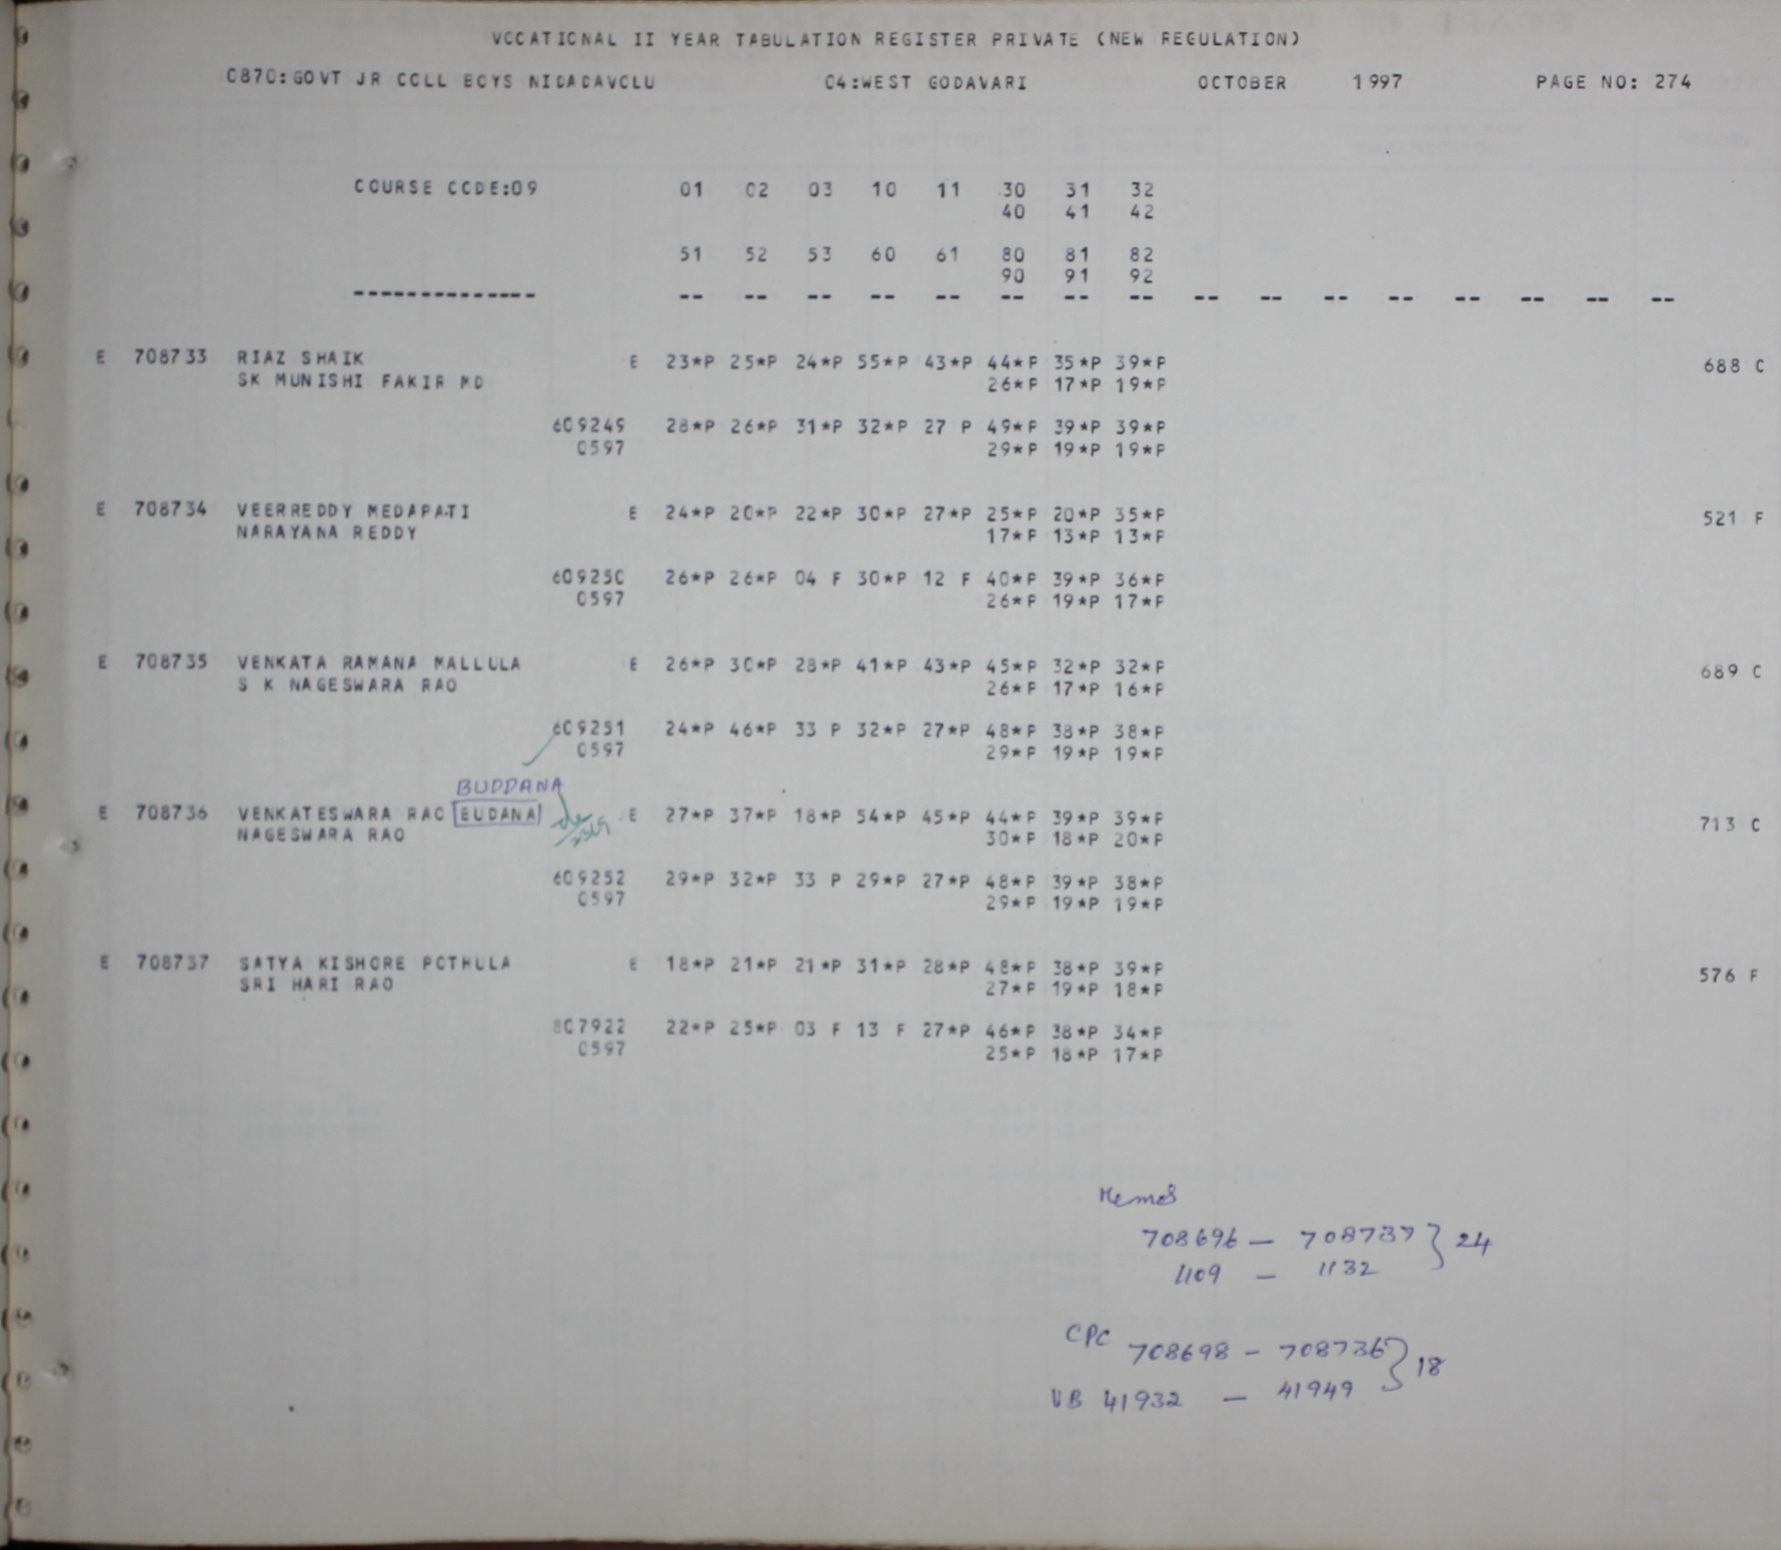 VOCATIONAL II YEAR TABULATION REGISTER PRIVATE (NEW REGULATION)
0870:GOVT JR COLL BOYS NIDADAVOLU 04:WEST GODAVARI OCTOBER 1997 PAGE NO: 274
COURSE CODE:09 01 02 03 10 11 30 31 32
40 41 42
51 52 53 60 61 80 81 82
90 91 92
-------------- -- -- -- -- -- -- -- -- -- -- -- -- -- -- -- --
E 708733 RIAZ SHAIK E 23*P 25*P 24*P 55*P 43*P 44*P 35*P 39*P 688 C
SK MUNISHI FAKIR MD 26*P 17*P 19*P
609249 28*P 26*P 31*P 32*P 27 P 49*P 39*P 39*P
0597 29*P 19*P 19*P
E 708734 VEERREDDY MEDAPATI E 24*P 20*P 22*P 30*P 27*P 25*P 20*P 35*P 521 F
NARAYANA REDDY 17*P 13*P 13*P
609250 26*P 26*P 04 F 30*P 12 F 40*P 39*P 36*P
0597 26*P 19*P 17*P
E 708735 VENKATA RAMANA MALLULA E 26*P 30*P 28*P 41*P 43*P 45*P 32*P 32*P 689 C
S K NAGESWARA RAO 26*P 17*P 16*P
609251 24*P 46*P 33 P 32*P 27*P 48*P 38*P 38*P
0597 29*P 19*P 19*P
BUDDANA
E 708736 VENKATESWARA RAO BUDANA E 27*P 37*P 18*P 54*P 45*P 44*P 39*P 39*P 713 C
NAGESWARA RAO 30*P 18*P 20*P
609252 29*P 32*P 33 P 29*P 27*P 48*P 39*P 38*P
0597 29*P 19*P 19*P
E 708737 SATYA KISHORE POTHULA E 18*P 21*P 21*P 31*P 28*P 48*P 38*P 39*P 576 F
SRI HARI RAO 27*P 19*P 18*P
807922 22*P 25*P 03 F 13 F 27*P 46*P 38*P 34*P
0597 25*P 18*P 17*P
Memos
708696 — 708737 } 24
1109 — 1132
CPC 708698 - 708736 } 18
VB 41932 — 41949